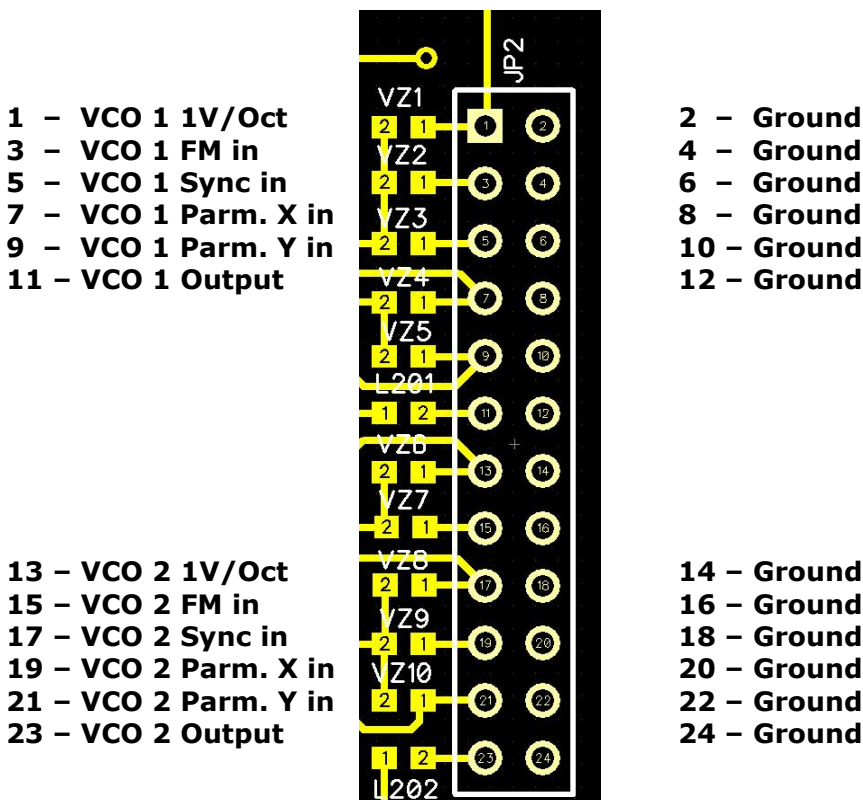 JP2
VZ1
1 – VCO 1 1V/Oct 2 1 1 2 2 – Ground
VZ2
3 – VCO 1 FM in 4 – Ground
5 – VCO 1 Sync in 2 1 3 4 6 – Ground
7 – VCO 1 Parm. X in VZ3 8 – Ground
9 – VCO 1 Parm. Y in 2 1 5 6 10 – Ground
11 – VCO 1 Output VZ4 12 – Ground
2 1 7 8
VZ5
2 1 9 10
L201
1 2 11 12
VZ6
2 1 13 14
VZ7
2 1 15 16
VZ8
13 – VCO 2 1V/Oct 2 1 17 18 14 – Ground
15 – VCO 2 FM in VZ9 16 – Ground
17 – VCO 2 Sync in 2 1 19 20 18 – Ground
19 – VCO 2 Parm. X in VZ10 20 – Ground
21 – VCO 2 Parm. Y in 2 1 21 22 22 – Ground
23 – VCO 2 Output 24 – Ground
1 2 23 24
L202